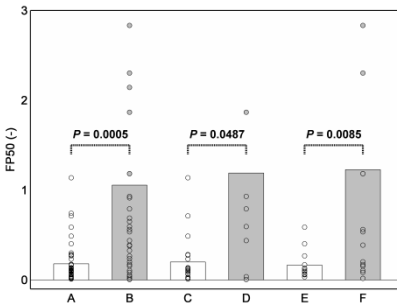 3
2
1
0
FP50 (-)
P = 0.0005
P = 0.0487
P = 0.0085
A
B
C
D
E
F